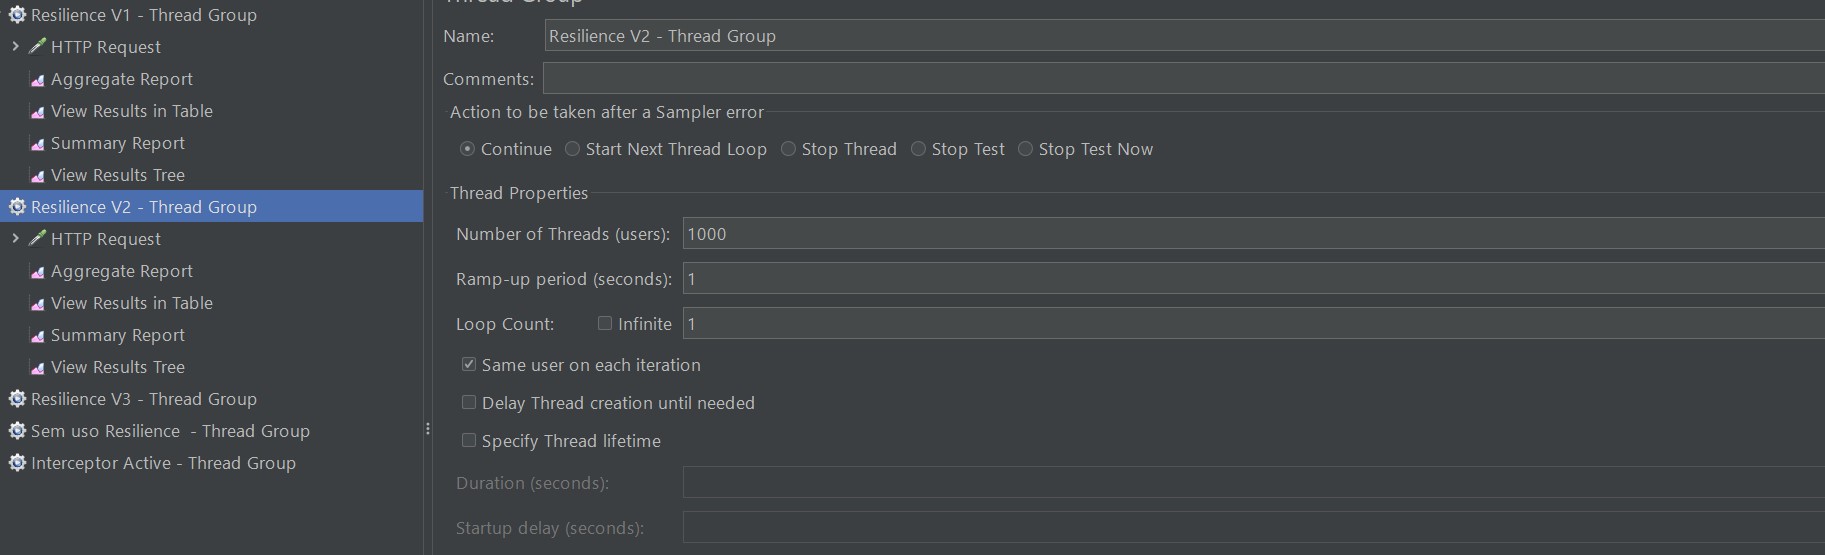 Resilience V1 - Thread Group
HTTP Request
Aggregate Report
View Results in Table
Summary Report
View Results Tree
Resilience V2 - Thread Group
HTTP Request
Aggregate Report
View Results in Table
Summary Report
View Results Tree
Resilience V3 - Thread Group
Sem uso Resilience  - Thread Group
Interceptor Active - Thread Group
Thread Group
Name: Resilience V2 - Thread Group
Comments:
Action to be taken after a Sampler error
Continue Start Next Thread Loop Stop Thread Stop Test Stop Test Now
Thread Properties
Number of Threads (users): 1000
Ramp-up period (seconds): 1
Loop Count: Infinite 1
Same user on each iteration
Delay Thread creation until needed
Specify Thread lifetime
Duration (seconds):
Startup delay (seconds):